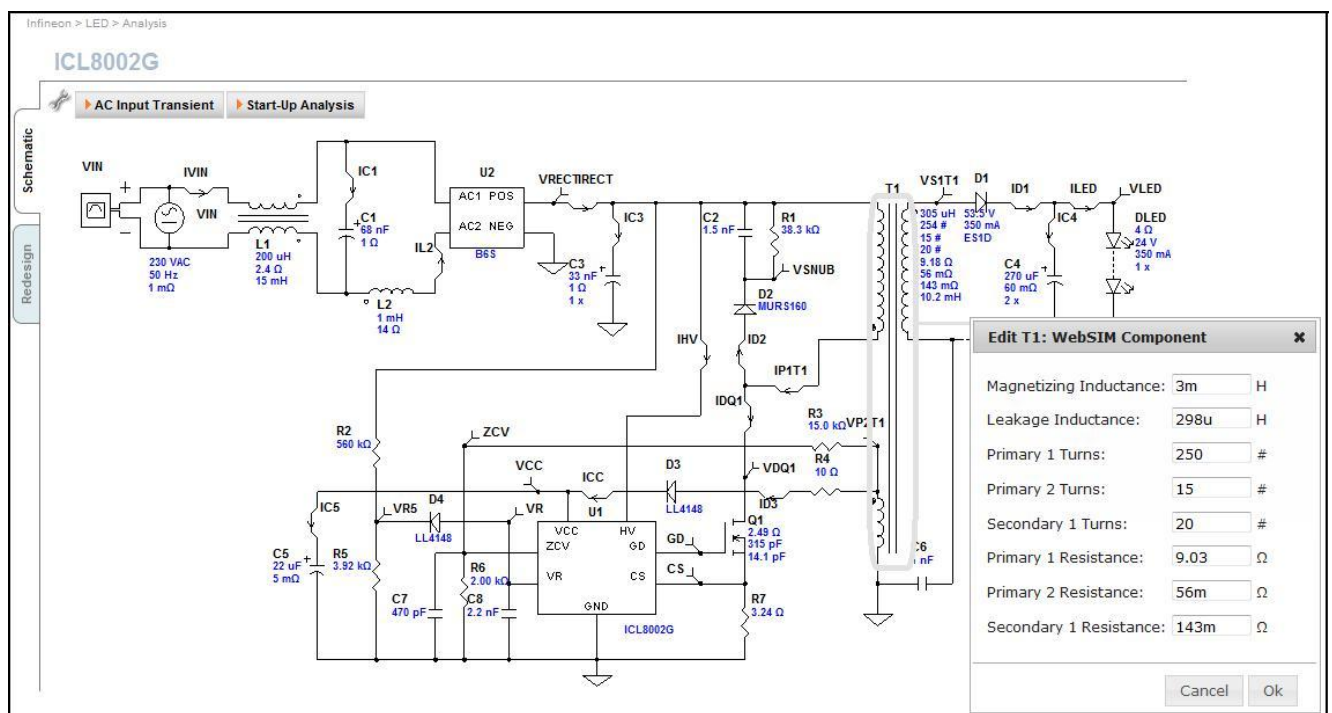 Infineon > LED > Analysis
ICL8002G
AC Input Transient
Start-Up Analysis
Schematic
Redesign
VIN
+
−
IVIN
VIN
230 VAC
50 Hz
1 mΩ
L1
200 uH
2.4 Ω
15 mH
IC1
C1
+
68 nF
1 Ω
IL2
L2
1 mH
14 Ω
U2
AC1 POS
AC2 NEG
B6S
VRECT
IRECT
IC3
C3
+
33 nF
1 Ω
1 x
C2
1.5 nF
R1
38.3 kΩ
VSNUB
D2
MURS160
ID2
IHV
IP1T1
IDQ1
T1
305 uH
254 #
15 #
20 #
9.18 Ω
56 mΩ
143 mΩ
10.2 mH
VS1T1
D1
53.5 V
350 mA
ES1D
ID1
ILED
VLED
IC4
C4
+
270 uF
60 mΩ
2 x
DLED
4 Ω
24 V
350 mA
1 x
R2
560 kΩ
ZCV
R3
15.0 kΩ
VP2T1
R4
10 Ω
VCC
ICC
D3
LL4148
ID3
VDQ1
IC5
C5
+
22 uF
5 mΩ
VR5
D4
LL4148
VR
R5
3.92 kΩ
U1
VCC
HV
ZCV
GD
VR
CS
GND
ICL8002G
GD
CS
Q1
2.49 Ω
315 pF
14.1 pF
C7
470 pF
R6
2.00 kΩ
C8
2.2 nF
R7
3.24 Ω
C6
nF
Edit T1: WebSIM Component
Magnetizing Inductance: 3m H
Leakage Inductance: 298u H
Primary 1 Turns: 250 #
Primary 2 Turns: 15 #
Secondary 1 Turns: 20 #
Primary 1 Resistance: 9.03 Ω
Primary 2 Resistance: 56m Ω
Secondary 1 Resistance: 143m Ω
Cancel
Ok